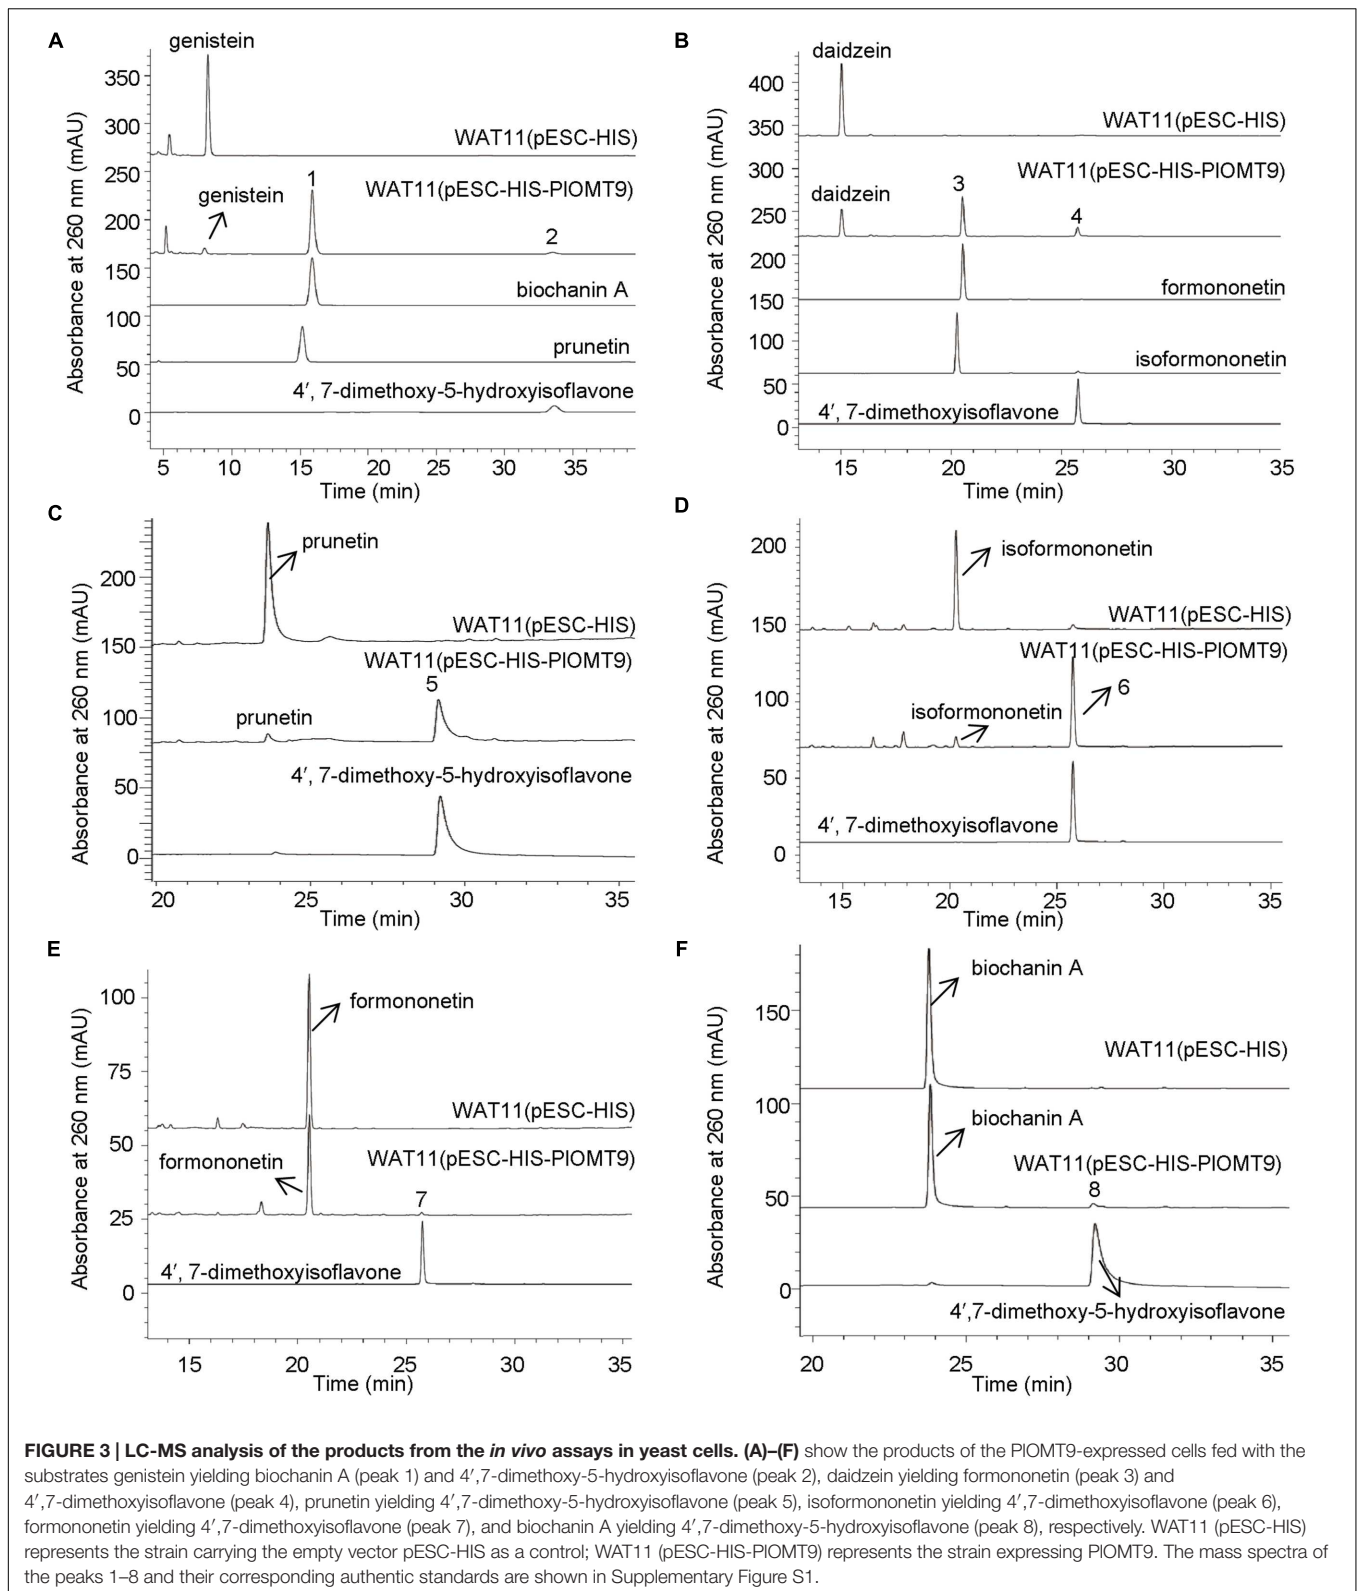 A
genistein
350
300
250
200
150
100
50
0
Absorbance at 260 nm (mAU)
WAT11(pESC-HIS)
genistein
1
WAT11(pESC-HIS-PlOMT9)
2
biochanin A
prunetin
4′, 7-dimethoxy-5-hydroxyisoflavone
5 10 15 20 25 30 35
Time (min)
B
daidzein
400
350
300
250
200
150
100
50
0
Absorbance at 260 nm (mAU)
WAT11(pESC-HIS)
WAT11(pESC-HIS-PlOMT9)
daidzein
3
4
formononetin
isoformononetin
4′, 7-dimethoxyisoflavone
15 20 25 30 35
Time (min)
C
prunetin
200
150
100
50
0
Absorbance at 260 nm (mAU)
WAT11(pESC-HIS)
WAT11(pESC-HIS-PlOMT9)
5
prunetin
4′, 7-dimethoxy-5-hydroxyisoflavone
20 25 30 35
Time (min)
D
isoformononetin
200
150
100
50
0
Absorbance at 260 nm (mAU)
WAT11(pESC-HIS)
WAT11(pESC-HIS-PlOMT9)
6
isoformononetin
4′, 7-dimethoxyisoflavone
15 20 25 30 35
Time (min)
E
formononetin
100
75
50
25
0
Absorbance at 260 nm (mAU)
WAT11(pESC-HIS)
WAT11(pESC-HIS-PlOMT9)
formononetin
7
4′, 7-dimethoxyisoflavone
15 20 25 30 35
Time (min)
F
biochanin A
150
100
50
0
Absorbance at 260 nm (mAU)
WAT11(pESC-HIS)
biochanin A
WAT11(pESC-HIS-PlOMT9)
8
4′,7-dimethoxy-5-hydroxyisoflavone
20 25 30 35
Time (min)
FIGURE 3 | LC-MS analysis of the products from the in vivo assays in yeast cells. (A)–(F) show the products of the PlOMT9-expressed cells fed with the
substrates genistein yielding biochanin A (peak 1) and 4′,7-dimethoxy-5-hydroxyisoflavone (peak 2), daidzein yielding formononetin (peak 3) and
4′,7-dimethoxyisoflavone (peak 4), prunetin yielding 4′,7-dimethoxy-5-hydroxyisoflavone (peak 5), isoformononetin yielding 4′,7-dimethoxyisoflavone (peak 6),
formononetin yielding 4′,7-dimethoxyisoflavone (peak 7), and biochanin A yielding 4′,7-dimethoxy-5-hydroxyisoflavone (peak 8), respectively. WAT11 (pESC-HIS)
represents the strain carrying the empty vector pESC-HIS as a control; WAT11 (pESC-HIS-PlOMT9) represents the strain expressing PlOMT9. The mass spectra of
the peaks 1–8 and their corresponding authentic standards are shown in Supplementary Figure S1.